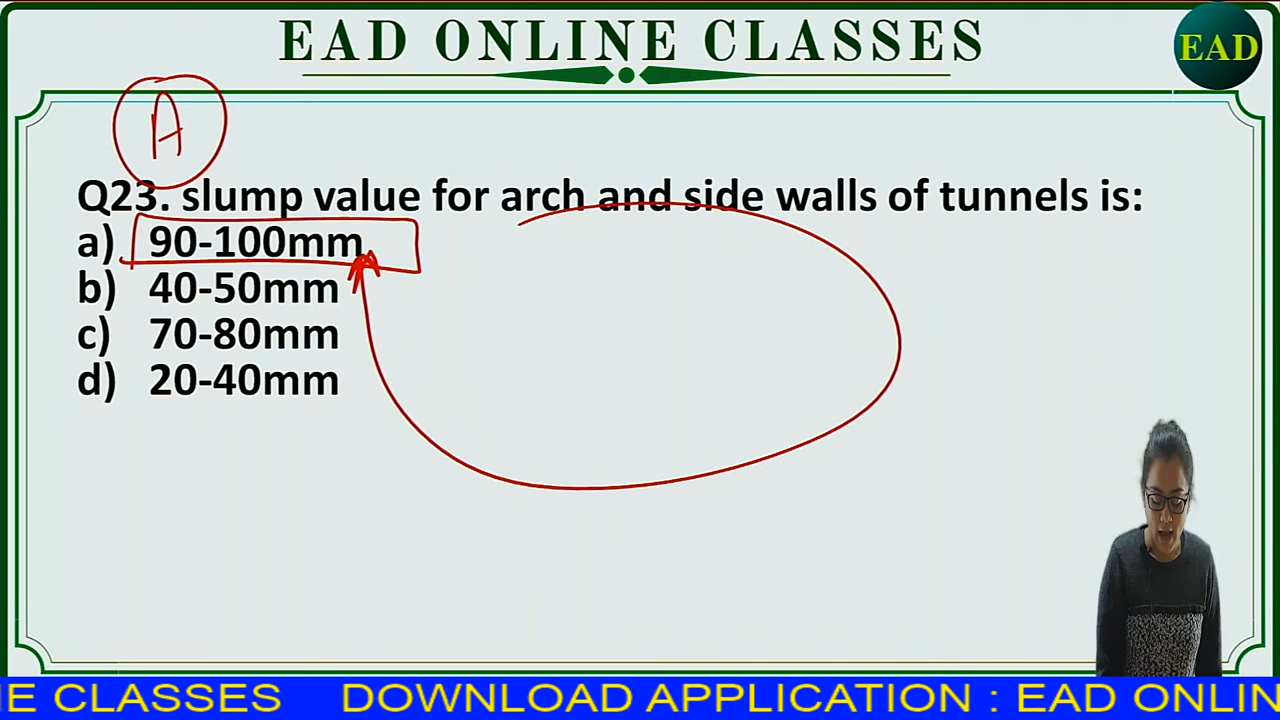 EAD ONLINE CLASSES
EAD
A
Q23. slump value for arch and side walls of tunnels is:
a) 90-100mm
b) 40-50mm
c) 70-80mm
d) 20-40mm
NE CLASSES DOWNLOAD APPLICATION : EAD ONLIN